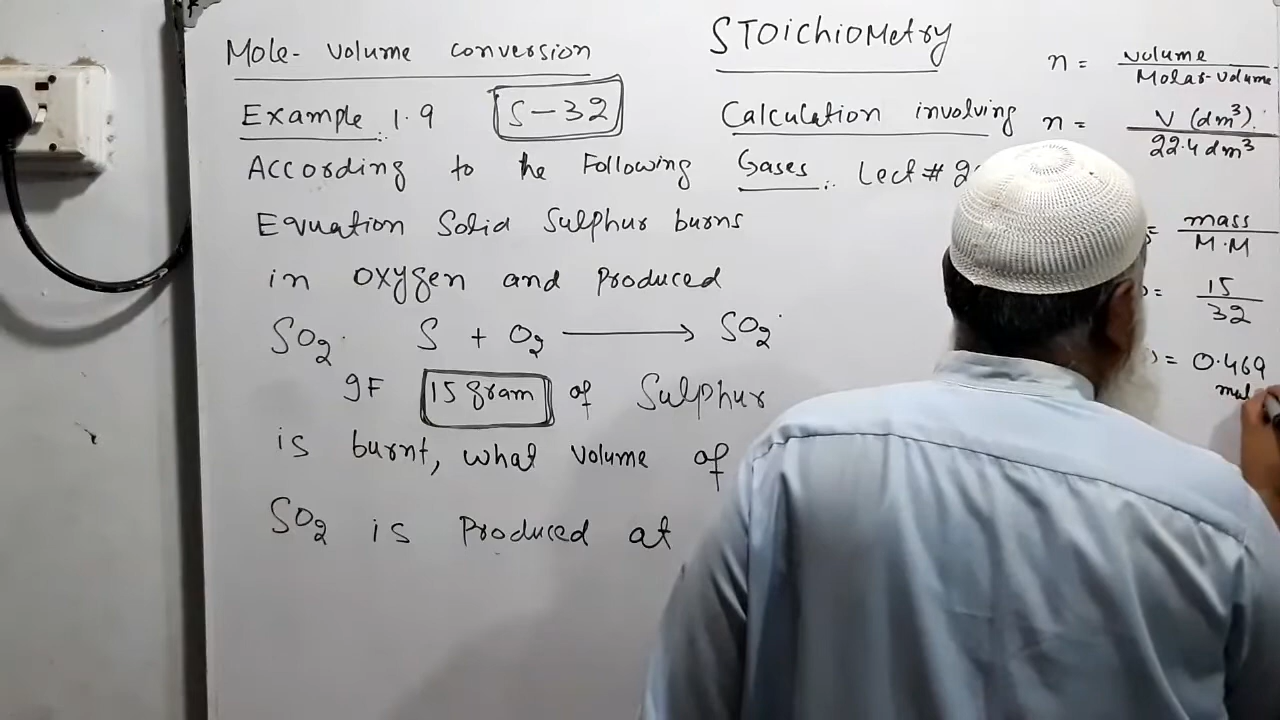 Mole- Volume conversion
Example 1.9 S-32
According to the Following
Equation Solid Sulphur burns
in oxygen and Produced
SO2. S + O2 → SO2
IF 15 gram of Sulphur
is burnt, what volume of
SO2 is Produced at
STOichioMetry
Calculation involving
Gases:. Lect #
n = volume / Molar-volume
n = V (dm³). / 22.4 dm³
= mass / M.M
= 15 / 32
= 0.469
mol